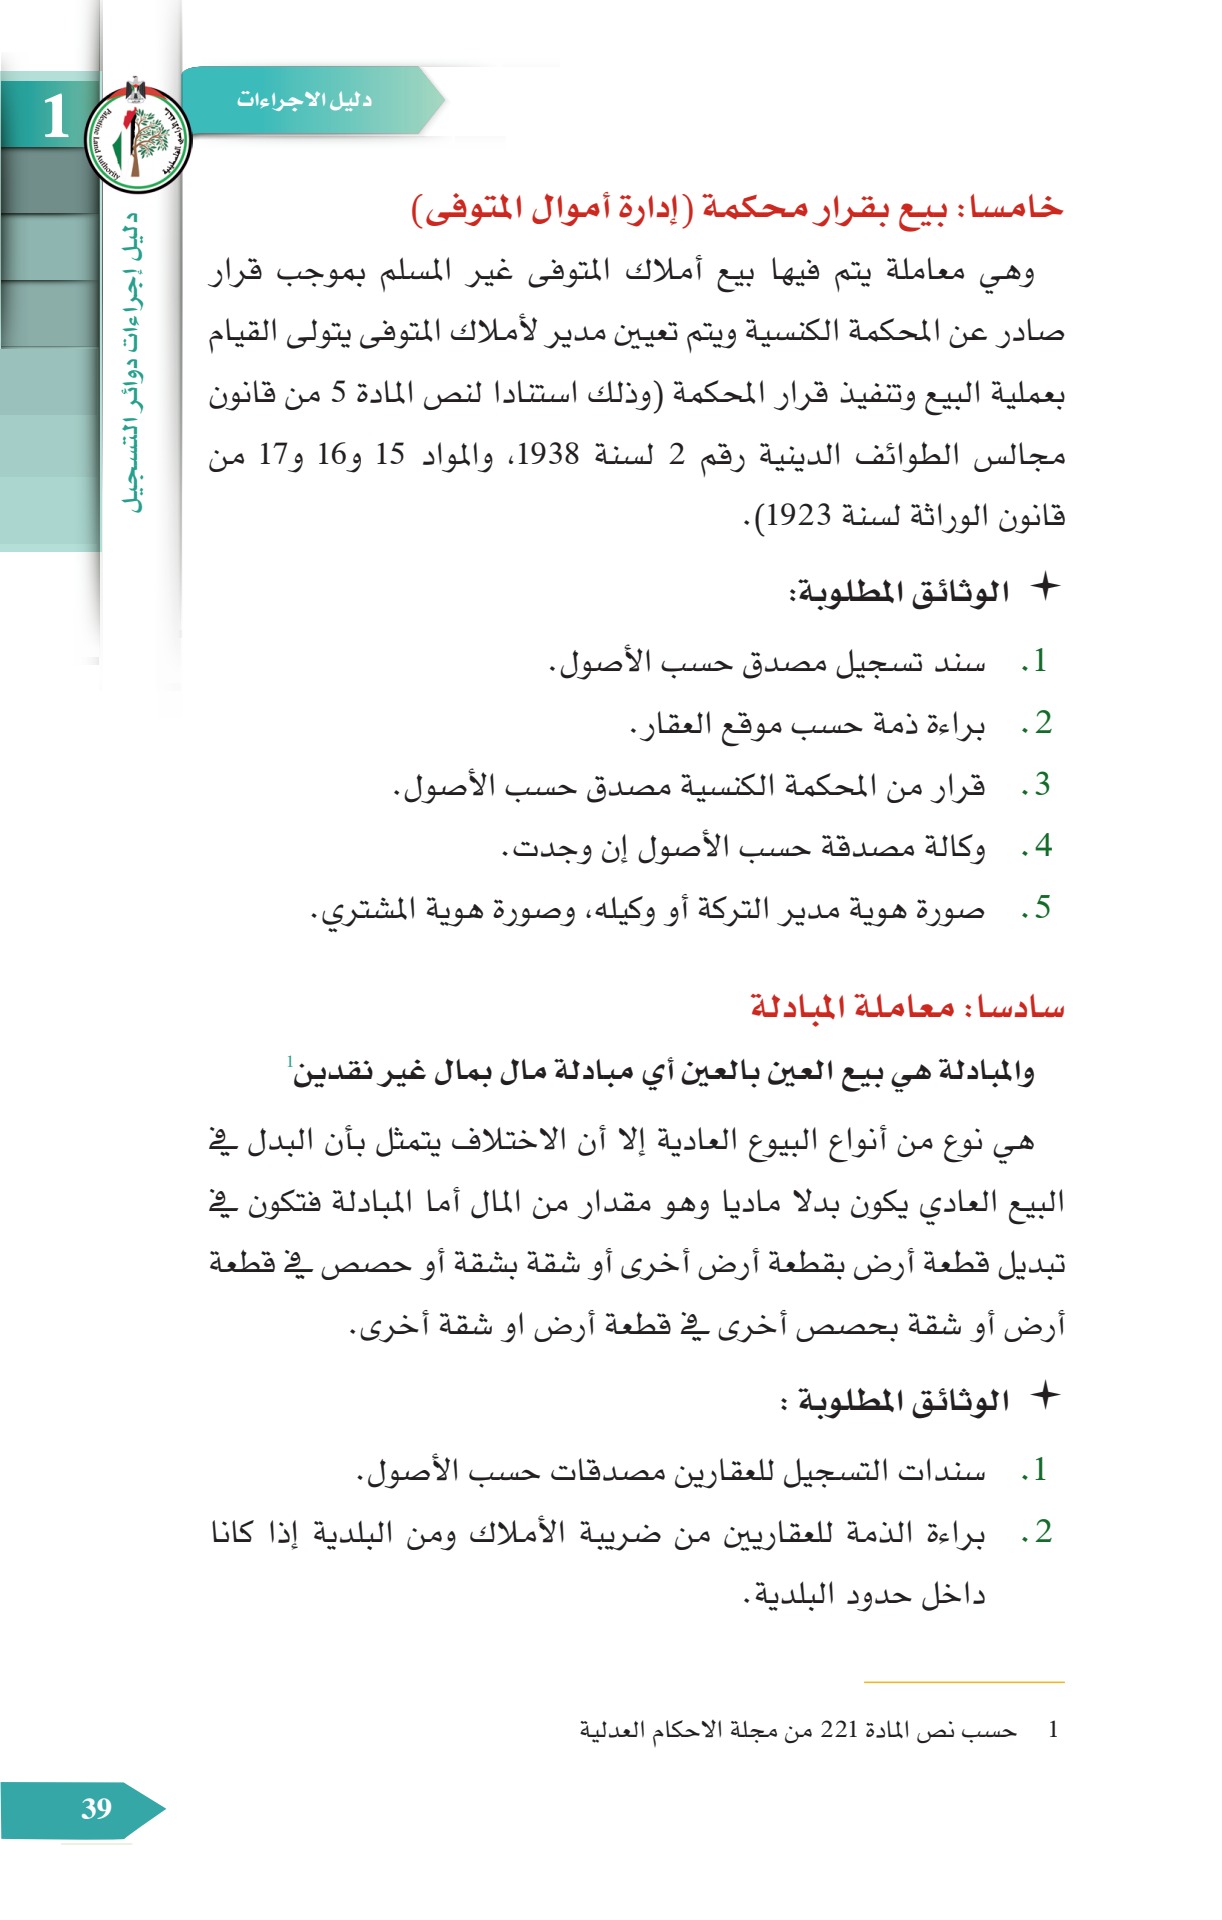 دليل الاجراءات
1
Palestine Land Authority
دليل إجراءات دوائر التسجيل
خامسا: بيع بقرار محكمة (إدارة أموال المتوفى)
وهي معاملة يتم فيها بيع أملاك المتوفى غير المسلم بموجب قرار
صادر عن المحكمة الكنسية ويتم تعيين مدير لأملاك المتوفى يتولى القيام
بعملية البيع وتنفيذ قرار المحكمة (وذلك استنادا لنص المادة 5 من قانون
مجالس الطوائف الدينية رقم 2 لسنة 1938، والمواد 15 و16 و17 من
قانون الوراثة لسنة 1923).
الوثائق المطلوبة:
1. سند تسجيل مصدق حسب الأصول.
2. براءة ذمة حسب موقع العقار.
3. قرار من المحكمة الكنسية مصدق حسب الأصول.
4. وكالة مصدقة حسب الأصول إن وجدت.
5. صورة هوية مدير التركة أو وكيله، وصورة هوية المشتري.
سادسا: معاملة المبادلة
والمبادلة هي بيع العين بالعين أي مبادلة مال بمال غير نقدين1
هي نوع من أنواع البيوع العادية إلا أن الاختلاف يتمثل بأن البدل في
البيع العادي يكون بدلا ماديا وهو مقدار من المال أما المبادلة فتكون في
تبديل قطعة أرض بقطعة أرض أخرى أو شقة بشقة أو حصص في قطعة
أرض أو شقة بحصص أخرى في قطعة أرض او شقة أخرى.
الوثائق المطلوبة :
1. سندات التسجيل للعقارين مصدقات حسب الأصول.
2. براءة الذمة للعقاريين من ضريبة الأملاك ومن البلدية إذا كانا
داخل حدود البلدية.
1 حسب نص المادة 221 من مجلة الاحكام العدلية
39